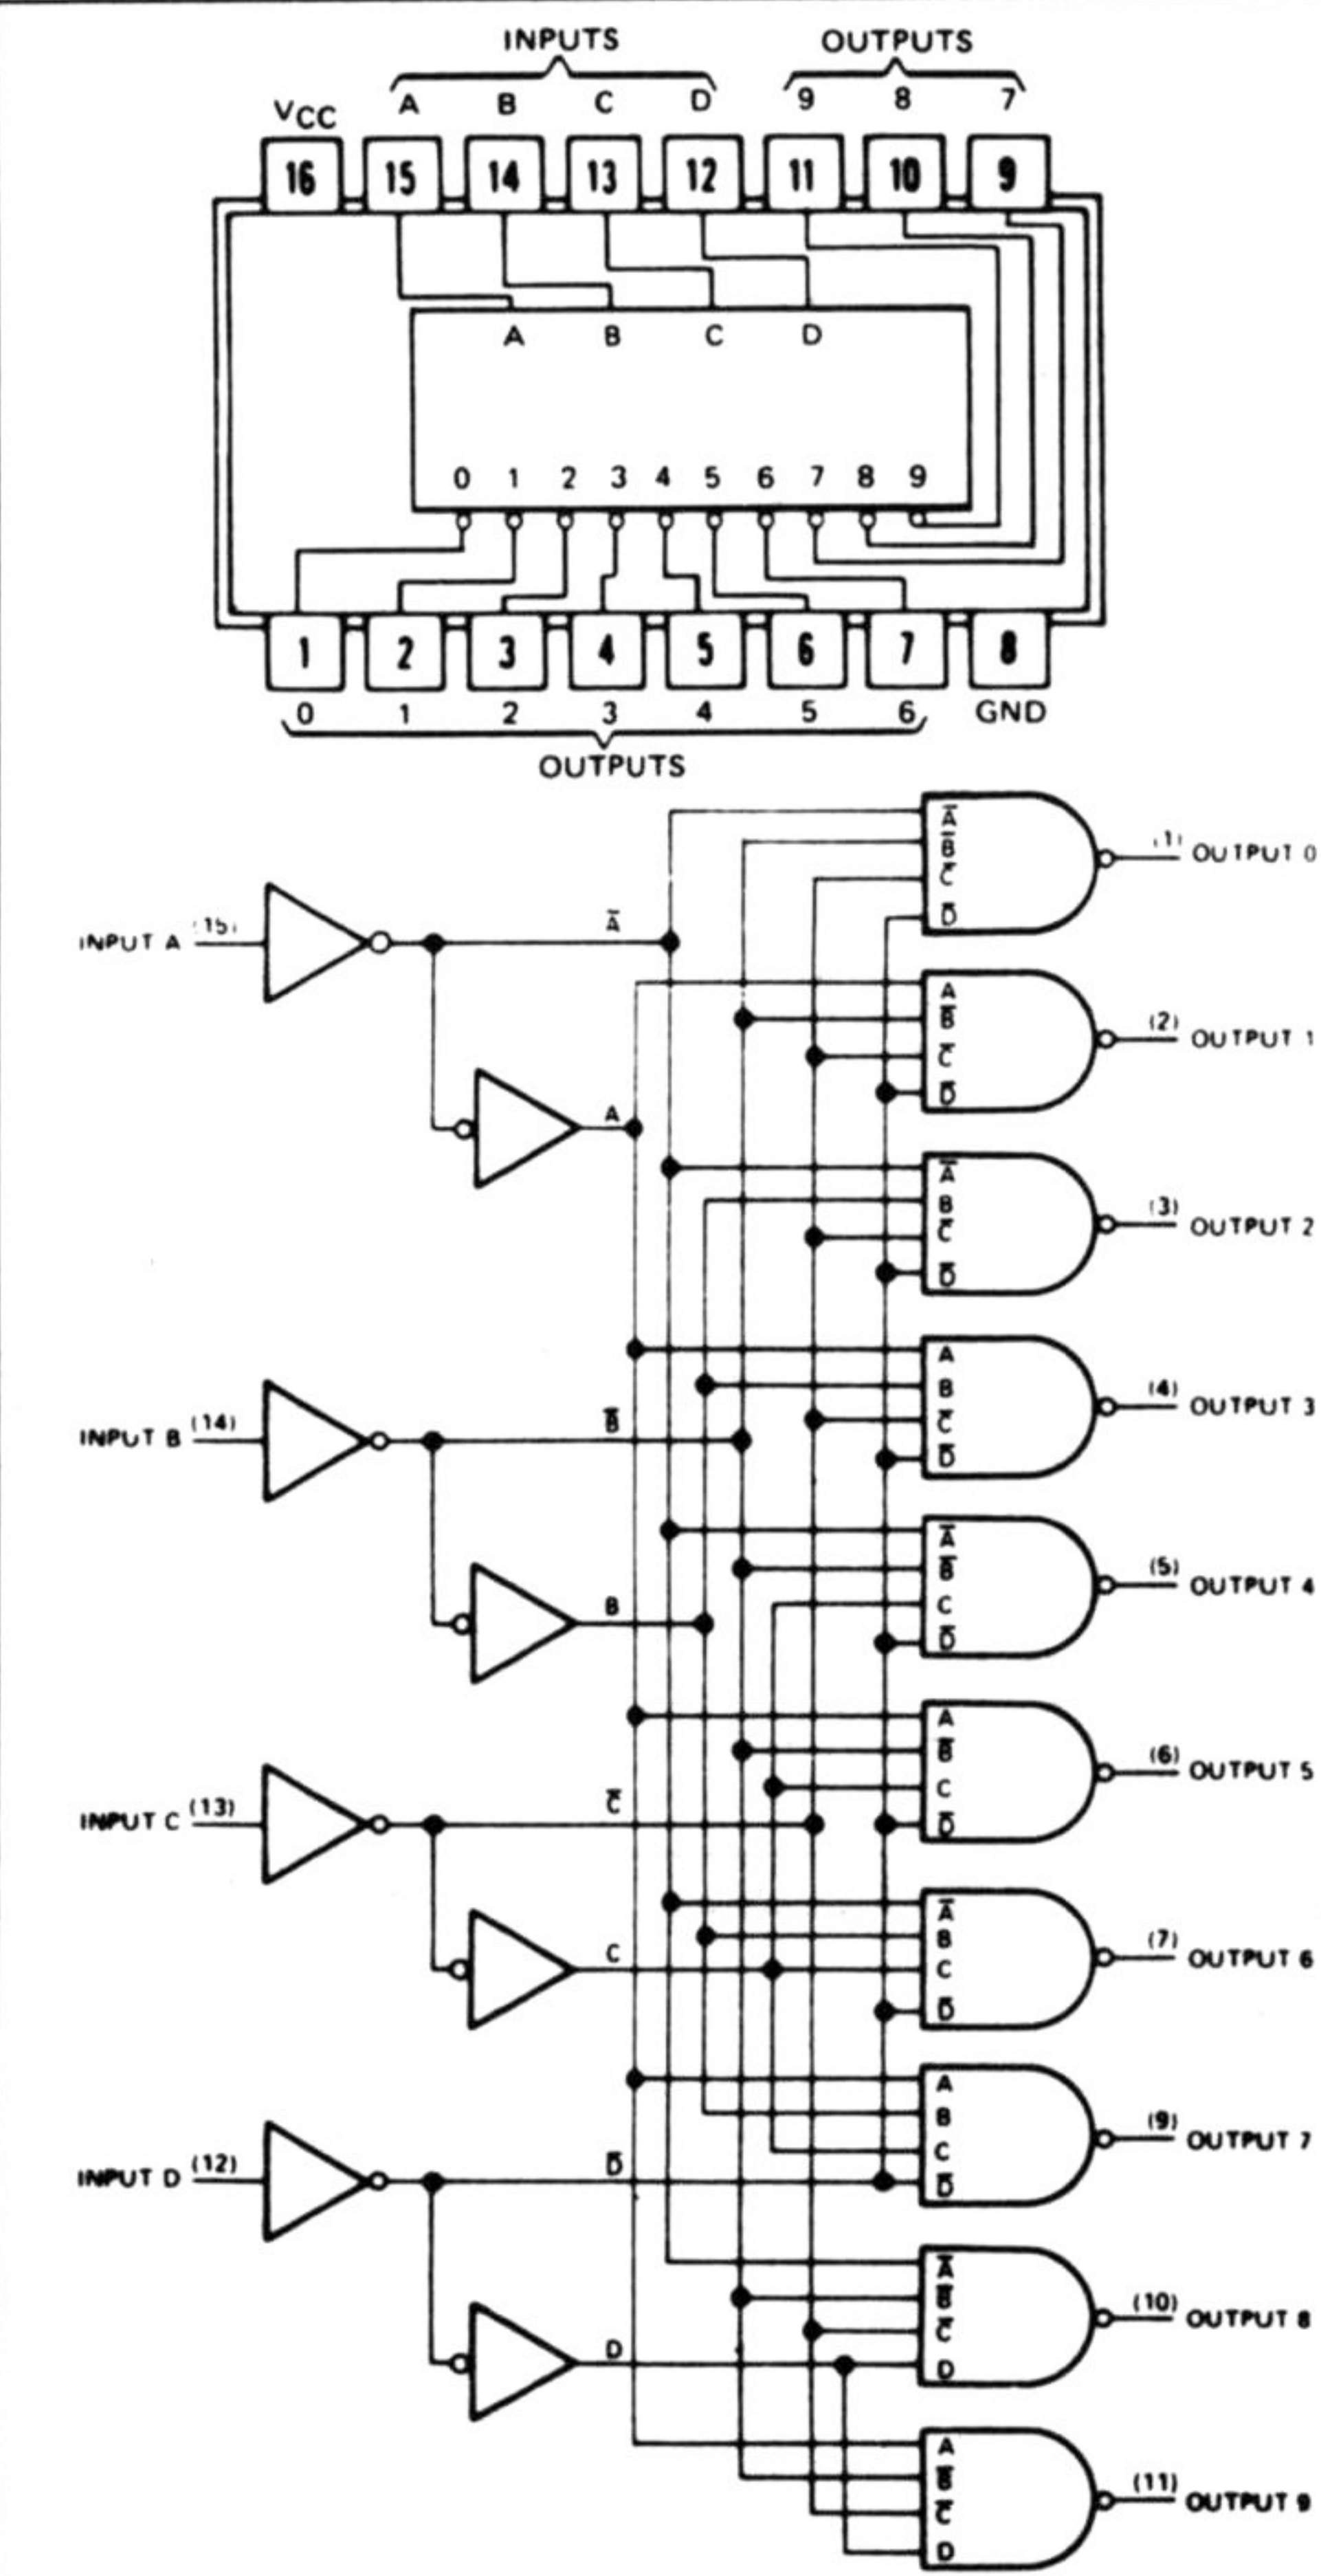 INPUTS OUTPUTS
VCC A B C D 9 8 7
16 15 14 13 12 11 10 9
A B C D
0 1 2 3 4 5 6 7 8 9
1 2 3 4 5 6 7 8
0 1 2 3 4 5 6 GND
OUTPUTS
A̅
B̅
(1) OUTPUT 0
C̅
D̅
INPUT A (15) A̅
A
B̅
(2) OUTPUT 1
C̅
D̅
A
A̅
B
(3) OUTPUT 2
C̅
D̅
A
B
(4) OUTPUT 3
C̅
D̅
INPUT B (14) B̅
A̅
B̅
(5) OUTPUT 4
C
D̅
B
A
B̅
(6) OUTPUT 5
C
D̅
INPUT C (13) C̅
A̅
B
(7) OUTPUT 6
C
D̅
C
A
B
(9) OUTPUT 7
C
D̅
INPUT D (12) D̅
A̅
B̅
(10) OUTPUT 8
C̅
D
D
A
B̅
(11) OUTPUT 9
C̅
D